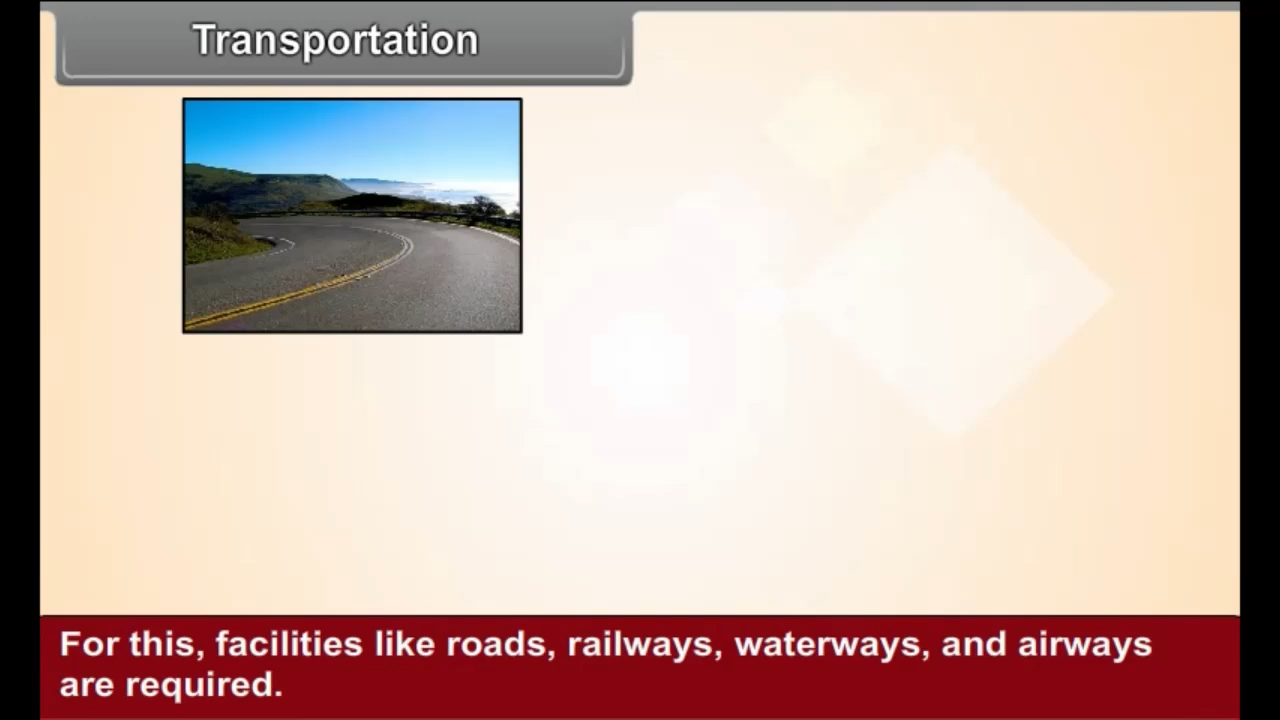 Transportation
For this, facilities like roads, railways, waterways, and airways
are required.